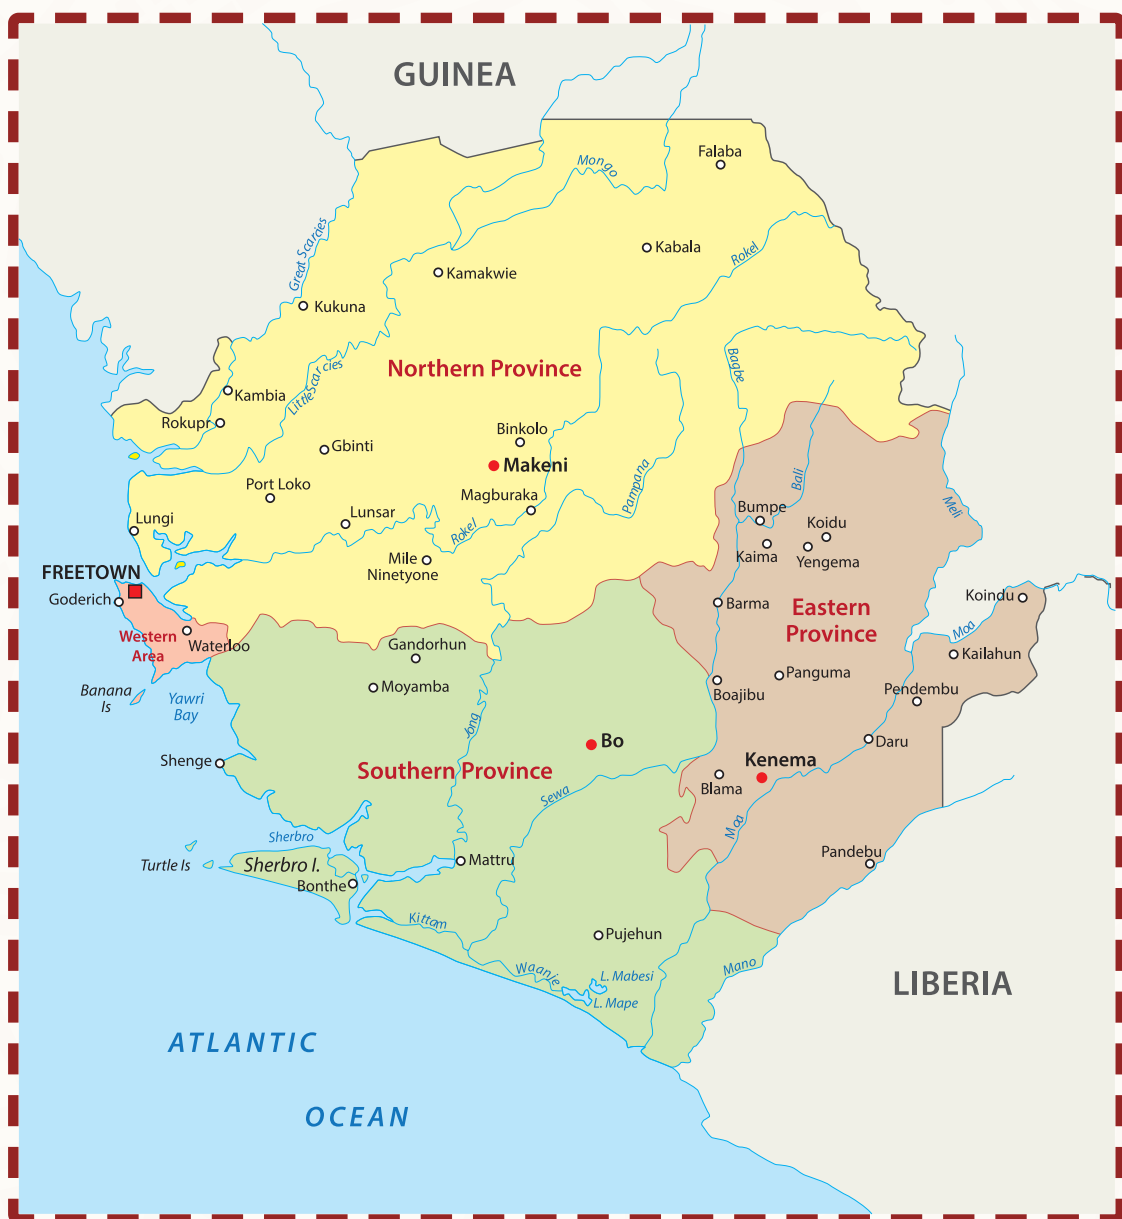 GUINEA
Falaba
Mongo
Kabala
Rokel
Great Scarcies
Kamakwie
Kukuna
Northern Province
Bagbe
Little Scarcies
Kambia
Rokupr
Binkolo
Gbinti
Makeni
Pampana
Bali
Port Loko
Magburaka
Meli
Lunsar
Bumpe
Koidu
Lungi
Rokel
Kaima
Yengema
Mile
Ninetyone
FREETOWN
Goderich
Koindu
Barma
Eastern
Province
Moa
Western
Area
Waterloo
Gandorhun
Kailahun
Panguma
Moyamba
Boajibu
Pendembu
Banana
Is
Yawri
Bay
Jong
Bo
Daru
Shenge
Kenema
Southern Province
Blama
Sewa
Moa
Sherbro
Pandebu
Turtle Is
Sherbro I.
Mattru
Bonthe
Kittam
Pujehun
Waanje
L. Mabesi
Mano
L. Mape
LIBERIA
ATLANTIC
OCEAN